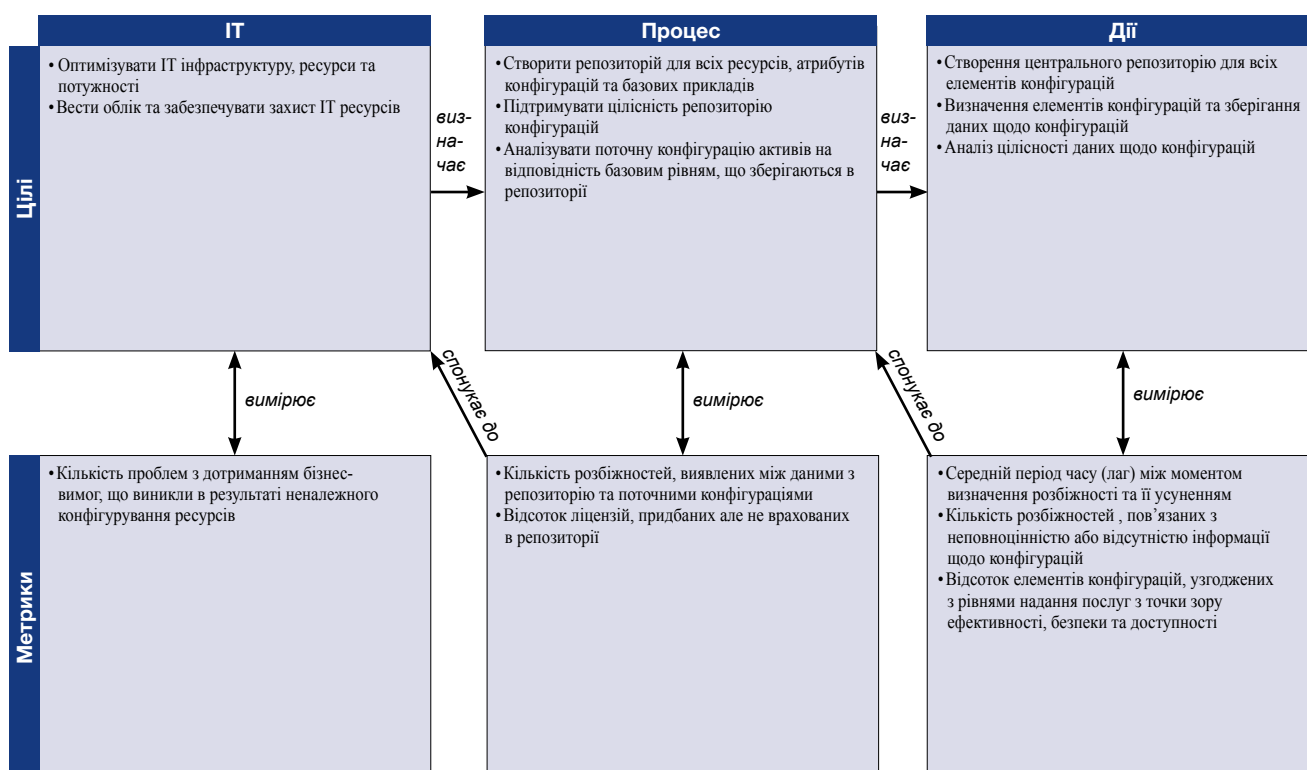 ІТ
Процес
Дії
Цілі
• Оптимізувати ІТ інфраструктуру, ресурси та
потужності
• Вести облік та забезпечувати захист ІТ ресурсів
виз-
на-
чає
• Створити репозиторій для всіх ресурсів, атрибутів
конфігурацій та базових прикладів
• Підтримувати цілісність репозиторію
конфігурацій
• Аналізувати поточну конфігурацію активів на
відповідність базовим рівням, що зберігаються в
репозиторії
виз-
на-
чає
• Створення центрального репозиторію для всіх
елементів конфігурацій
• Визначення елементів конфігурацій та зберігання
даних щодо конфігурацій
• Аналіз цілісності даних щодо конфігурацій
вимірює
спонукає до
вимірює
спонукає до
вимірює
Метрики
• Кількість проблем з дотриманням бізнес-
вимог, що виникли в результаті неналежного
конфігурування ресурсів
• Кількість розбіжностей, виявлених між даними з
репозиторію та поточними конфігураціями
• Відсоток ліцензій, придбаних але не врахованих
в репозиторії
• Середній період часу (лаг) між моментом
визначення розбіжності та її усуненням
• Кількість розбіжностей , пов’язаних з
неповноцінністю або відсутністю інформації
щодо конфігурацій
• Відсоток елементів конфігурацій, узгоджених
з рівнями надання послуг з точки зору
ефективності, безпеки та доступності